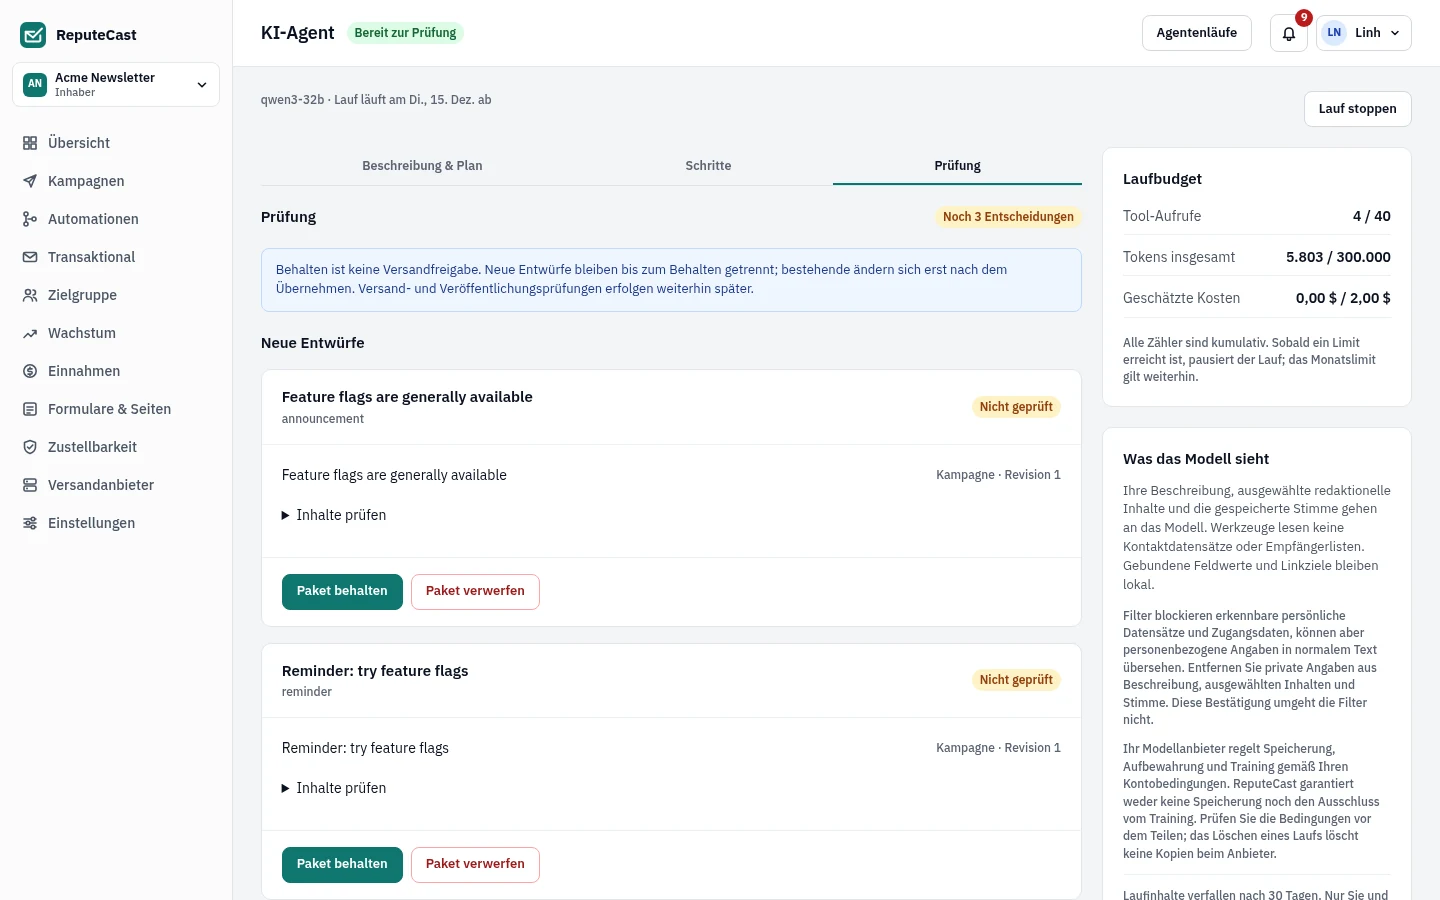 ReputeCast
AN
Acme Newsletter
Inhaber
Übersicht
Kampagnen
Automationen
Transaktional
Zielgruppe
Wachstum
Einnahmen
Formulare & Seiten
Zustellbarkeit
Versandanbieter
Einstellungen
KI-Agent
Bereit zur Prüfung
Agentenläufe
9
LN
Linh
qwen3-32b · Lauf läuft am Di., 15. Dez. ab
Lauf stoppen
Beschreibung & Plan
Schritte
Prüfung
Prüfung
Noch 3 Entscheidungen
Behalten ist keine Versandfreigabe. Neue Entwürfe bleiben bis zum Behalten getrennt; bestehende ändern sich erst nach dem
Übernehmen. Versand- und Veröffentlichungsprüfungen erfolgen weiterhin später.
Neue Entwürfe
Feature flags are generally available
announcement
Nicht geprüft
Feature flags are generally available
Kampagne · Revision 1
Inhalte prüfen
Paket behalten
Paket verwerfen
Reminder: try feature flags
reminder
Nicht geprüft
Reminder: try feature flags
Kampagne · Revision 1
Inhalte prüfen
Paket behalten
Paket verwerfen
Laufbudget
Tool-Aufrufe
4 / 40
Tokens insgesamt
5.803 / 300.000
Geschätzte Kosten
0,00 $ / 2,00 $
Alle Zähler sind kumulativ. Sobald ein Limit
erreicht ist, pausiert der Lauf; das Monatslimit
gilt weiterhin.
Was das Modell sieht
Ihre Beschreibung, ausgewählte redaktionelle
Inhalte und die gespeicherte Stimme gehen
an das Modell. Werkzeuge lesen keine
Kontaktdatensätze oder Empfängerlisten.
Gebundene Feldwerte und Linkziele bleiben
lokal.
Filter blockieren erkennbare persönliche
Datensätze und Zugangsdaten, können aber
personenbezogene Angaben in normalem Text
übersehen. Entfernen Sie private Angaben aus
Beschreibung, ausgewählten Inhalten und
Stimme. Diese Bestätigung umgeht die Filter
nicht.
Ihr Modellanbieter regelt Speicherung,
Aufbewahrung und Training gemäß Ihren
Kontobedingungen. ReputeCast garantiert
weder keine Speicherung noch den Ausschluss
vom Training. Prüfen Sie die Bedingungen vor
dem Teilen; das Löschen eines Laufs löscht
keine Kopien beim Anbieter.
Laufinhalte verfallen nach 30 Tagen. Nur Sie und